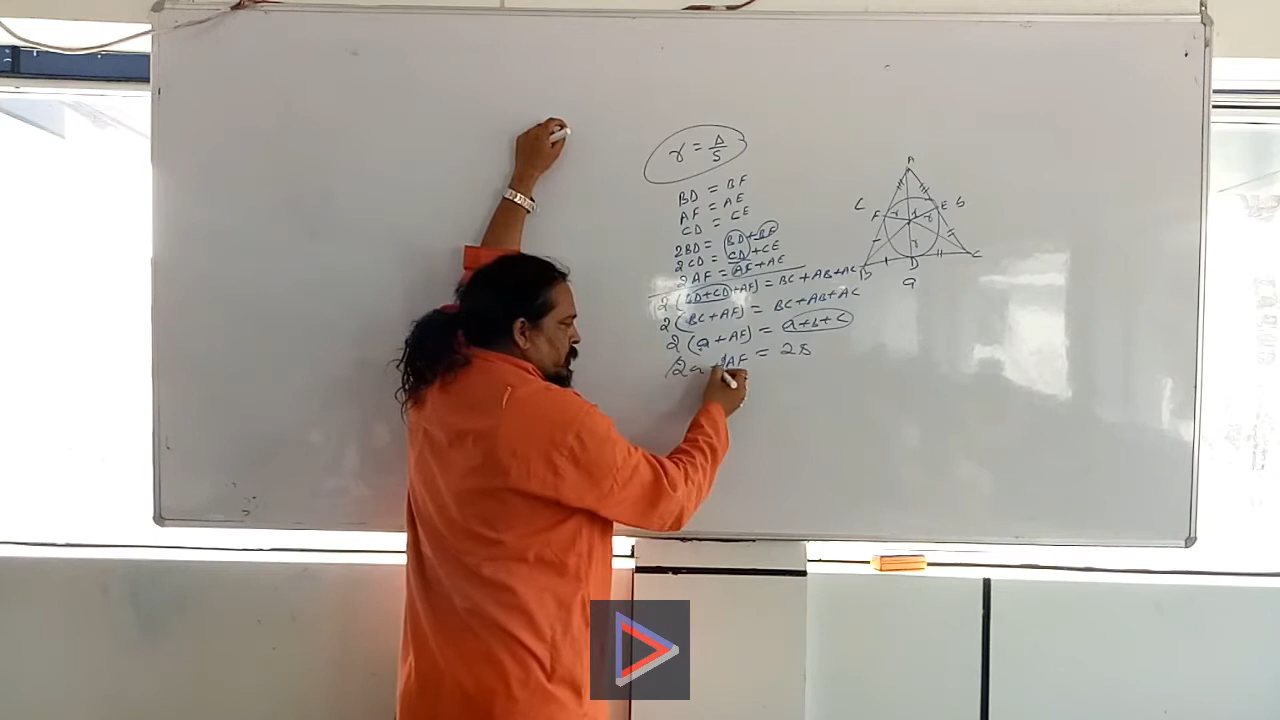 r = Δ/S
BD = BF
AF = AE
CD = CE
2BD = BD + BF
2CD = CD + CE
2AF = AF + AE
2(BD+CD+AF) = BC + AB + AC
2(BC + AF) = BC + AB + AC
2(a + AF) = a + b + c
2a + 2AF = 2s
A
c
F
r
r
E
b
r
B
D
C
a